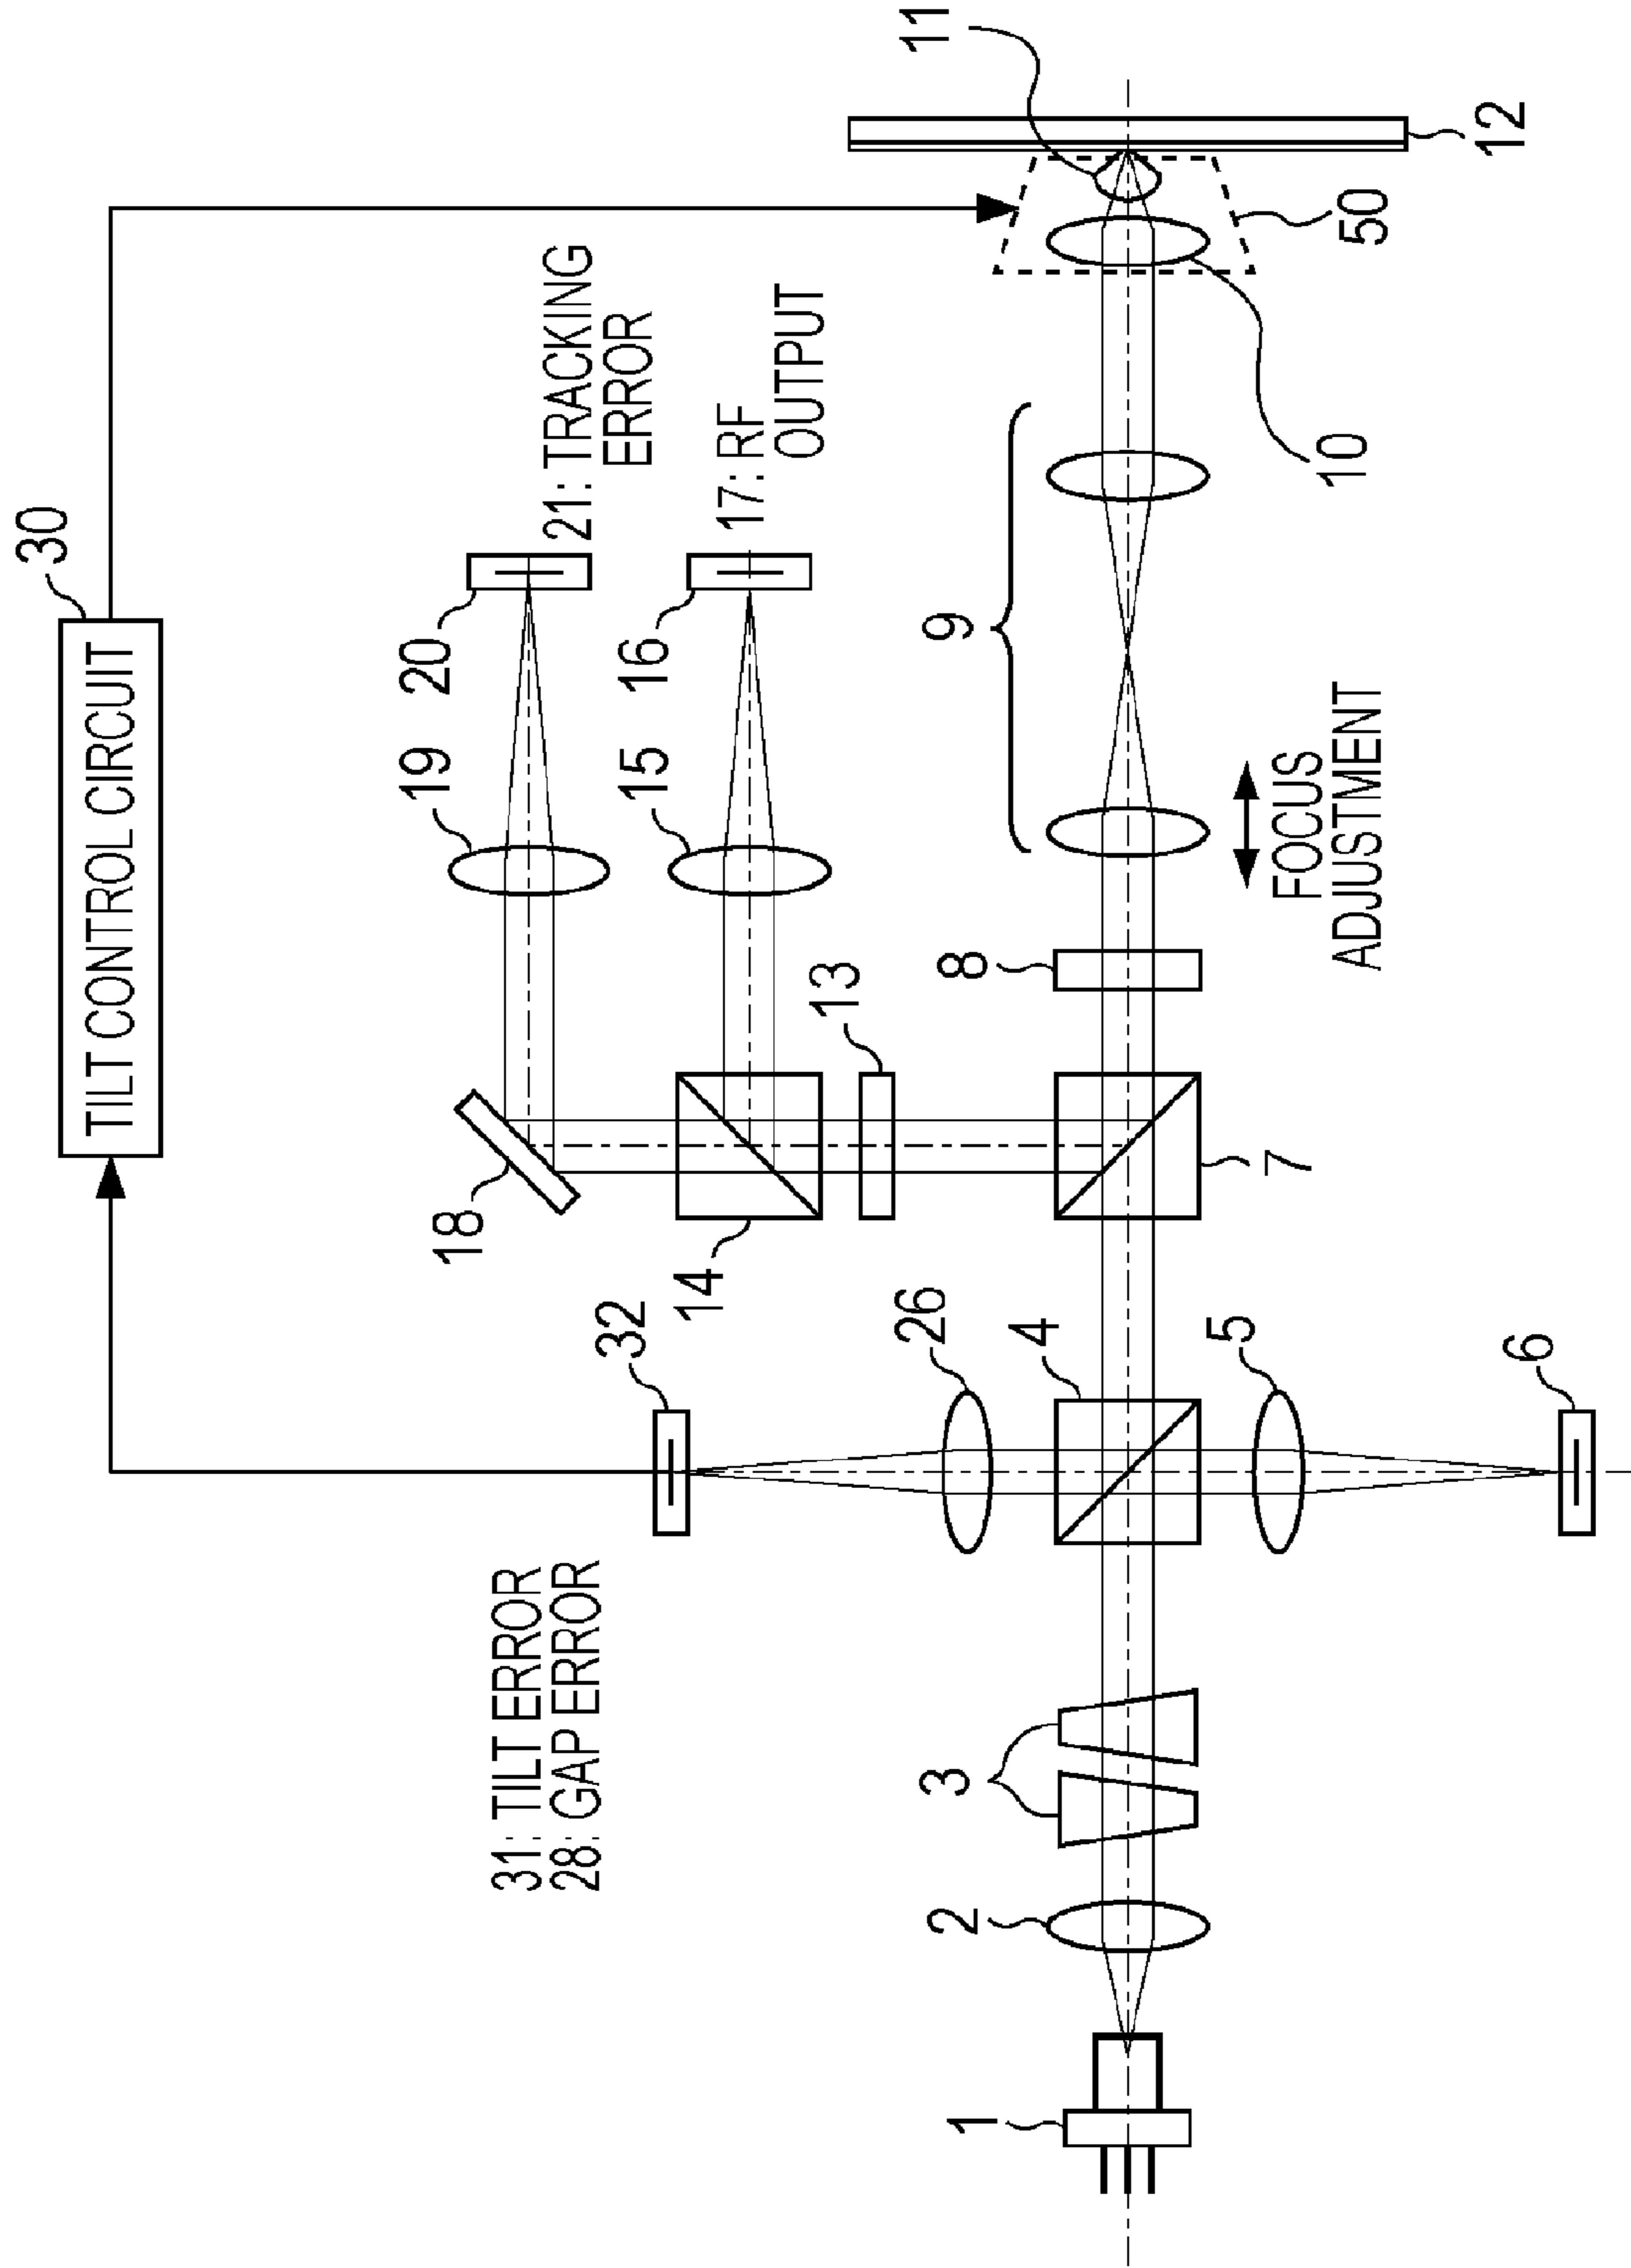 30
TILT CONTROL CIRCUIT
11
12
50
10
21: TRACKING
ERROR
17: RF
OUTPUT
20
16
19
15
9
FOCUS
ADJUSTMENT
8
13
18
14
7
32
26
4
5
6
31: TILT ERROR
28: GAP ERROR
3
2
1